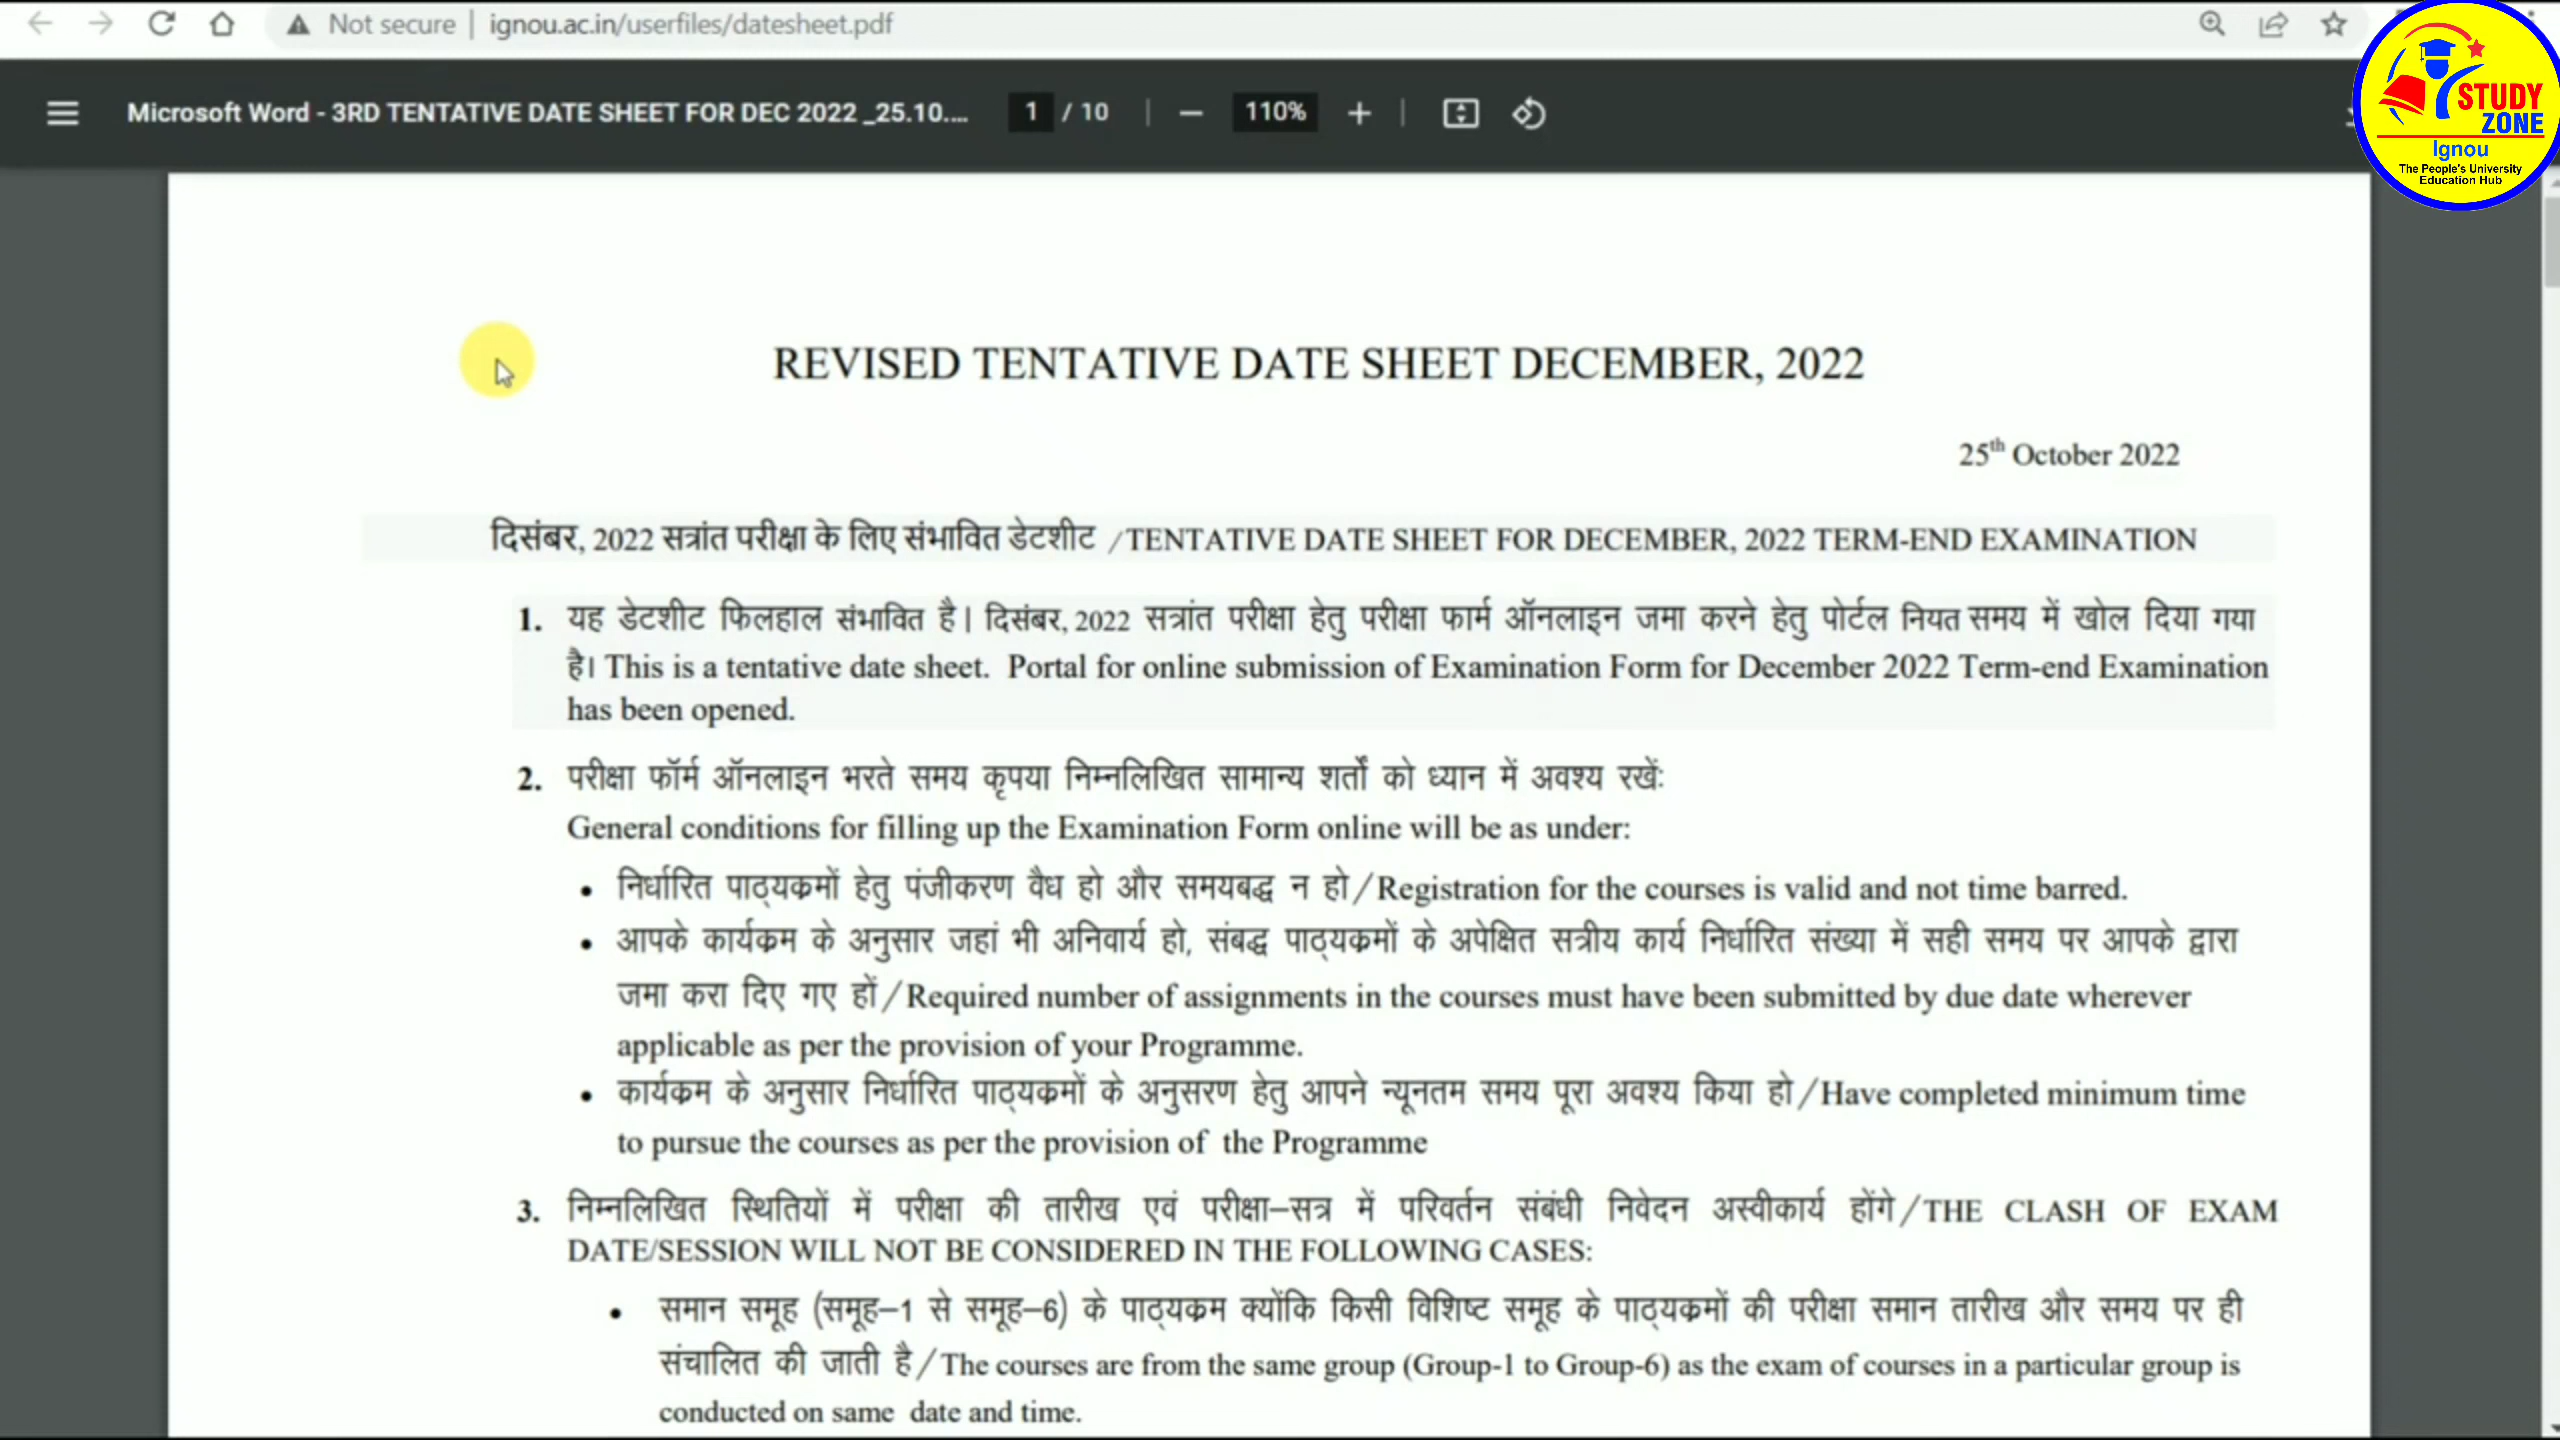 Not secure | ignou.ac.in/userfiles/datesheet.pdf
Microsoft Word - 3RD TENTATIVE DATE SHEET FOR DEC 2022 _25.10.... 1 / 10 | − 110% + |
STUDY
ZONE
Ignou
The People's University
Education Hub
REVISED TENTATIVE DATE SHEET DECEMBER, 2022
25th October 2022
दिसंबर, 2022 सत्रांत परीक्षा के लिए संभावित डेटशीट /TENTATIVE DATE SHEET FOR DECEMBER, 2022 TERM-END EXAMINATION
1. यह डेटशीट फिलहाल संभावित है। दिसंबर, 2022 सत्रांत परीक्षा हेतु परीक्षा फार्म ऑनलाइन जमा करने हेतु पोर्टल नियत समय में खोल दिया गया
है। This is a tentative date sheet. Portal for online submission of Examination Form for December 2022 Term-end Examination
has been opened.
2. परीक्षा फॉर्म ऑनलाइन भरते समय कृपया निम्नलिखित सामान्य शर्तों को ध्यान में अवश्य रखें:
General conditions for filling up the Examination Form online will be as under:
• निर्धारित पाठ्यक्रमों हेतु पंजीकरण वैध हो और समयबद्ध न हो/Registration for the courses is valid and not time barred.
• आपके कार्यक्रम के अनुसार जहां भी अनिवार्य हो, संबद्ध पाठ्यक्रमों के अपेक्षित सत्रीय कार्य निर्धारित संख्या में सही समय पर आपके द्वारा
जमा करा दिए गए हों/Required number of assignments in the courses must have been submitted by due date wherever
applicable as per the provision of your Programme.
• कार्यक्रम के अनुसार निर्धारित पाठ्यक्रमों के अनुसरण हेतु आपने न्यूनतम समय पूरा अवश्य किया हो/Have completed minimum time
to pursue the courses as per the provision of the Programme
3. निम्नलिखित स्थितियों में परीक्षा की तारीख एवं परीक्षा–सत्र में परिवर्तन संबंधी निवेदन अस्वीकार्य होंगे/THE CLASH OF EXAM
DATE/SESSION WILL NOT BE CONSIDERED IN THE FOLLOWING CASES:
• समान समूह (समूह–1 से समूह–6) के पाठ्यक्रम क्योंकि किसी विशिष्ट समूह के पाठ्यक्रमों की परीक्षा समान तारीख और समय पर ही
संचालित की जाती है/The courses are from the same group (Group-1 to Group-6) as the exam of courses in a particular group is
conducted on same date and time.